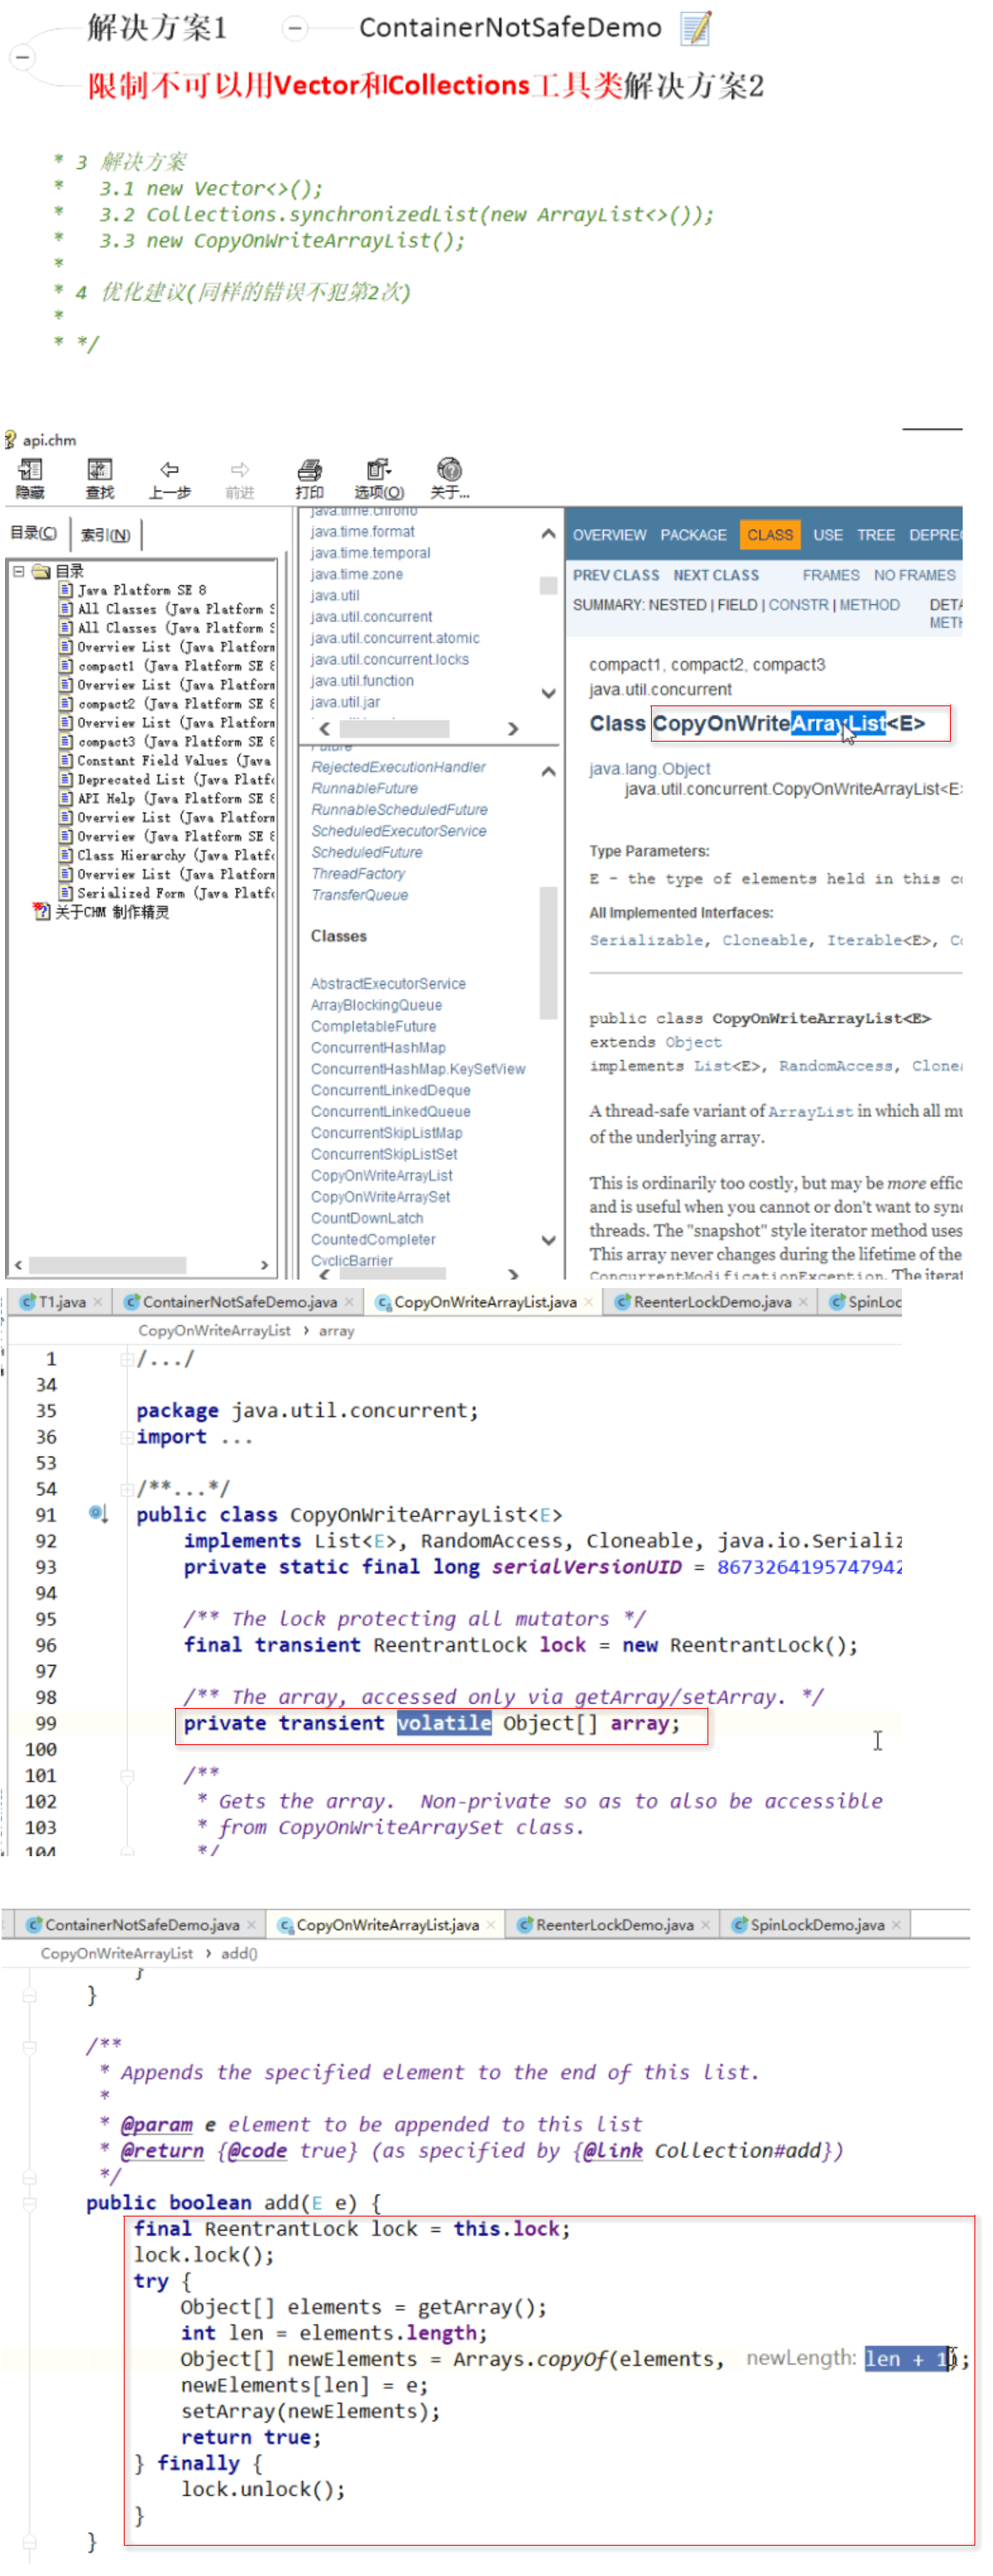 解决方案1
ContainerNotSafeDemo
限制不可以用Vector和Collections工具类解决方案2
* 3 解决方案
* 3.1 new Vector<>();
* 3.2 Collections.synchronizedList(new ArrayList<>());
* 3.3 new CopyOnWriteArrayList();
*
* 4 优化建议(同样的错误不犯第2次)
*
* */
api.chm
隐藏 查找 上一步 前进 打印 选项(O) 关于...
目录(C) 索引(N)
目录
Java Platform SE 8
All Classes (Java Platform S
All Classes (Java Platform S
Overview List (Java Platform
compact1 (Java Platform SE 8
Overview List (Java Platform
compact2 (Java Platform SE 8
Overview List (Java Platform
compact3 (Java Platform SE 8
Constant Field Values (Java
Deprecated List (Java Platfo
API Help (Java Platform SE 8
Overview List (Java Platform
Overview (Java Platform SE 8
Class Hierarchy (Java Platfo
Overview List (Java Platform
Serialized Form (Java Platfo
关于CHM 制作精灵
java.time.chrono
java.time.format
java.time.temporal
java.time.zone
java.util
java.util.concurrent
java.util.concurrent.atomic
java.util.concurrent.locks
java.util.function
java.util.jar
Future
RejectedExecutionHandler
RunnableFuture
RunnableScheduledFuture
ScheduledExecutorService
ScheduledFuture
ThreadFactory
TransferQueue
Classes
AbstractExecutorService
ArrayBlockingQueue
CompletableFuture
ConcurrentHashMap
ConcurrentHashMap.KeySetView
ConcurrentLinkedDeque
ConcurrentLinkedQueue
ConcurrentSkipListMap
ConcurrentSkipListSet
CopyOnWriteArrayList
CopyOnWriteArraySet
CountDownLatch
CountedCompleter
CyclicBarrier
OVERVIEW PACKAGE CLASS USE TREE DEPREC
PREV CLASS NEXT CLASS FRAMES NO FRAMES
SUMMARY: NESTED | FIELD | CONSTR | METHOD DETA
METH
compact1, compact2, compact3
java.util.concurrent
Class CopyOnWriteArrayList<E>
java.lang.Object
java.util.concurrent.CopyOnWriteArrayList<E>
Type Parameters:
E - the type of elements held in this co
All Implemented Interfaces:
Serializable, Cloneable, Iterable<E>, Co
public class CopyOnWriteArrayList<E>
extends Object
implements List<E>, RandomAccess, Clonea
A thread-safe variant of ArrayList in which all mu
of the underlying array.
This is ordinarily too costly, but may be more effic
and is useful when you cannot or don't want to sync
threads. The "snapshot" style iterator method uses
This array never changes during the lifetime of the
ConcurrentModificationException. The iterat
T1.java ContainerNotSafeDemo.java CopyOnWriteArrayList.java ReenterLockDemo.java SpinLoc
CopyOnWriteArrayList › array
1 /.../
34
35 package java.util.concurrent;
36 import ...
53
54 /**...*/
91 public class CopyOnWriteArrayList<E>
92 implements List<E>, RandomAccess, Cloneable, java.io.Serializ
93 private static final long serialVersionUID = 8673264195747942
94
95 /** The lock protecting all mutators */
96 final transient ReentrantLock lock = new ReentrantLock();
97
98 /** The array, accessed only via getArray/setArray. */
99 private transient volatile Object[] array;
100
101 /**
102 * Gets the array. Non-private so as to also be accessible
103 * from CopyOnWriteArraySet class.
104 */
ContainerNotSafeDemo.java CopyOnWriteArrayList.java ReenterLockDemo.java SpinLockDemo.java
CopyOnWriteArrayList › add()
}
}
/**
* Appends the specified element to the end of this list.
*
* @param e element to be appended to this list
* @return {@code true} (as specified by {@link Collection#add})
*/
public boolean add(E e) {
final ReentrantLock lock = this.lock;
lock.lock();
try {
Object[] elements = getArray();
int len = elements.length;
Object[] newElements = Arrays.copyOf(elements, newLength: len + 1);
newElements[len] = e;
setArray(newElements);
return true;
} finally {
lock.unlock();
}
}